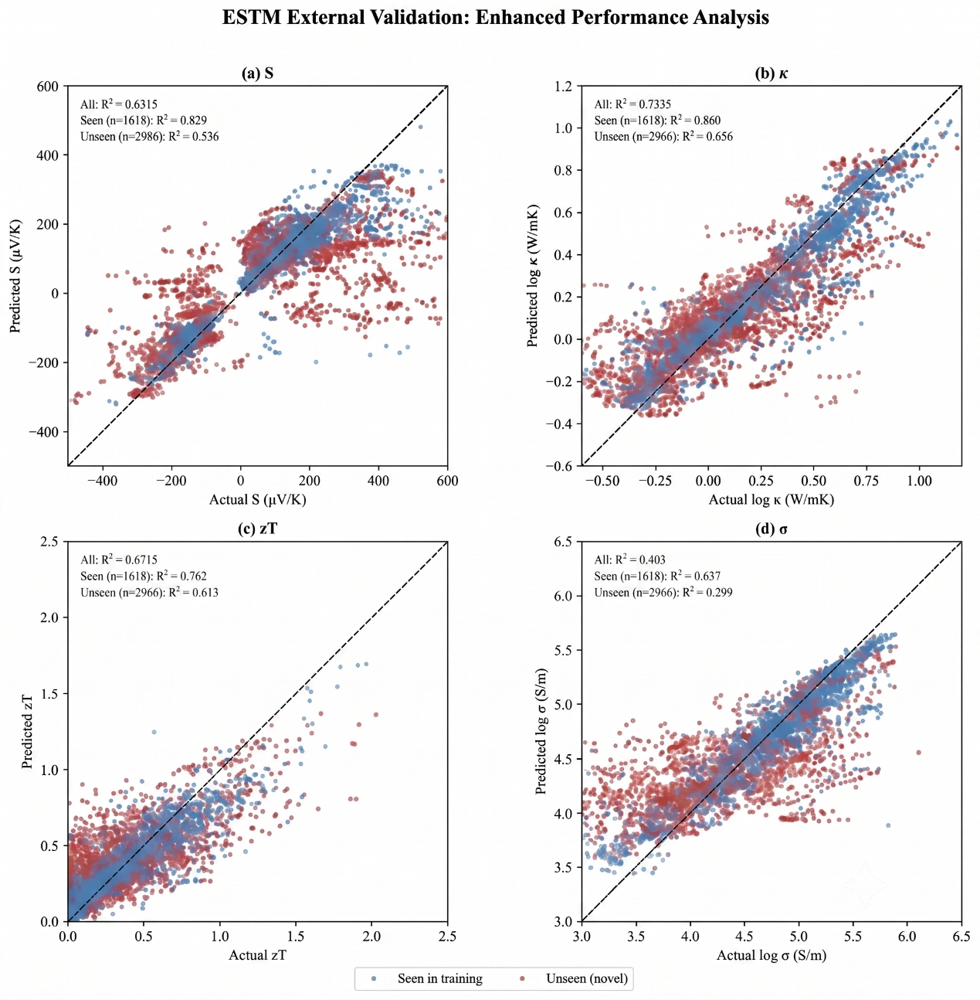 ESTM External Validation: Enhanced Performance Analysis
(a) S
All: R² = 0.6315
Seen (n=1618): R² = 0.829
Unseen (n=2986): R² = 0.536
600
400
200
0
−200
−400
Predicted S (μV/K)
−400 −200 0 200 400 600
Actual S (μV/K)
(b) κ
All: R² = 0.7335
Seen (n=1618): R² = 0.860
Unseen (n=2966): R² = 0.656
1.2
1.0
0.8
0.6
0.4
0.2
0.0
−0.2
−0.4
−0.6
Predicted log κ (W/mK)
−0.50 −0.25 0.00 0.25 0.50 0.75 1.00
Actual log κ (W/mK)
(c) zT
All: R² = 0.6715
Seen (n=1618): R² = 0.762
Unseen (n=2966): R² = 0.613
2.5
2.0
1.5
1.0
0.5
0.0
Predicted zT
0.0 0.5 1.0 1.5 2.0 2.5
Actual zT
(d) σ
All: R² = 0.403
Seen (n=1618): R² = 0.637
Unseen (n=2966): R² = 0.299
6.5
6.0
5.5
5.0
4.5
4.0
3.5
3.0
Predicted log σ (S/m)
3.0 3.5 4.0 4.5 5.0 5.5 6.0 6.5
Actual log σ (S/m)
Seen in training Unseen (novel)